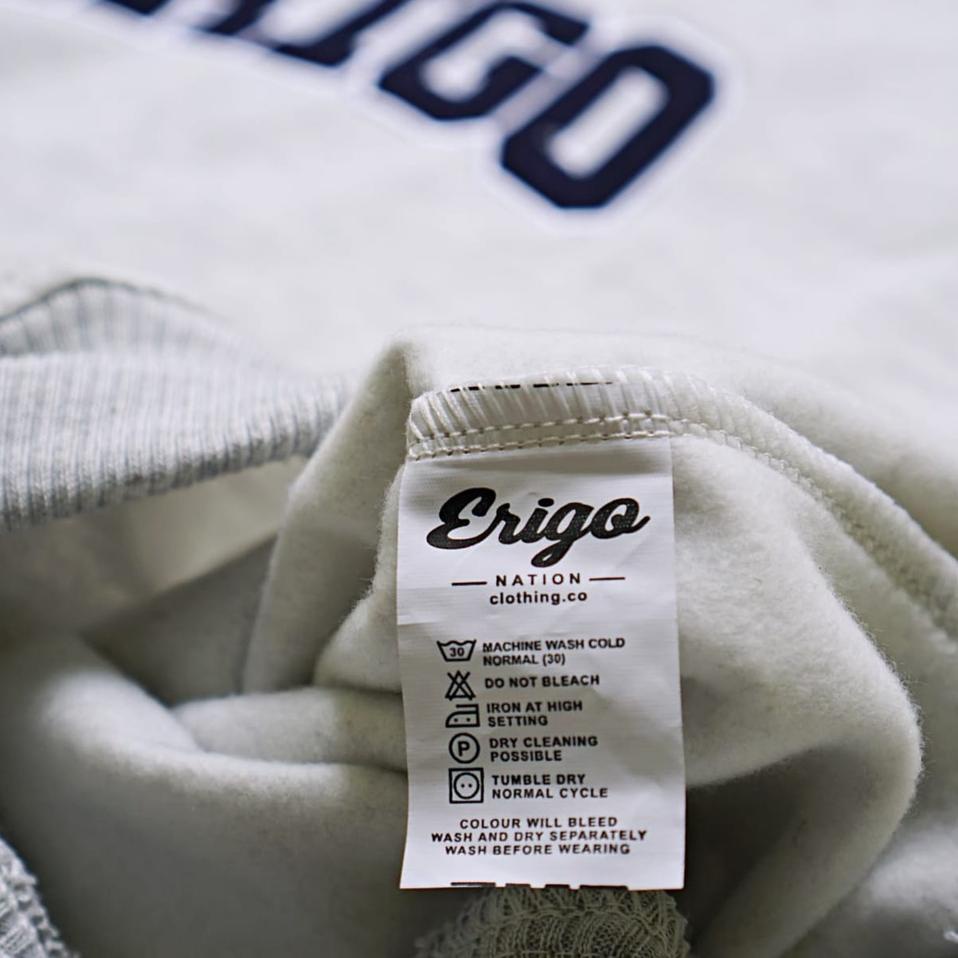 RIGO
Erigo
NATION
clothing.co
30
MACHINE WASH COLD
NORMAL (30)
DO NOT BLEACH
IRON AT HIGH
SETTING
P
DRY CLEANING
POSSIBLE
TUMBLE DRY
NORMAL CYCLE
COLOUR WILL BLEED
WASH AND DRY SEPARATELY
WASH BEFORE WEARING